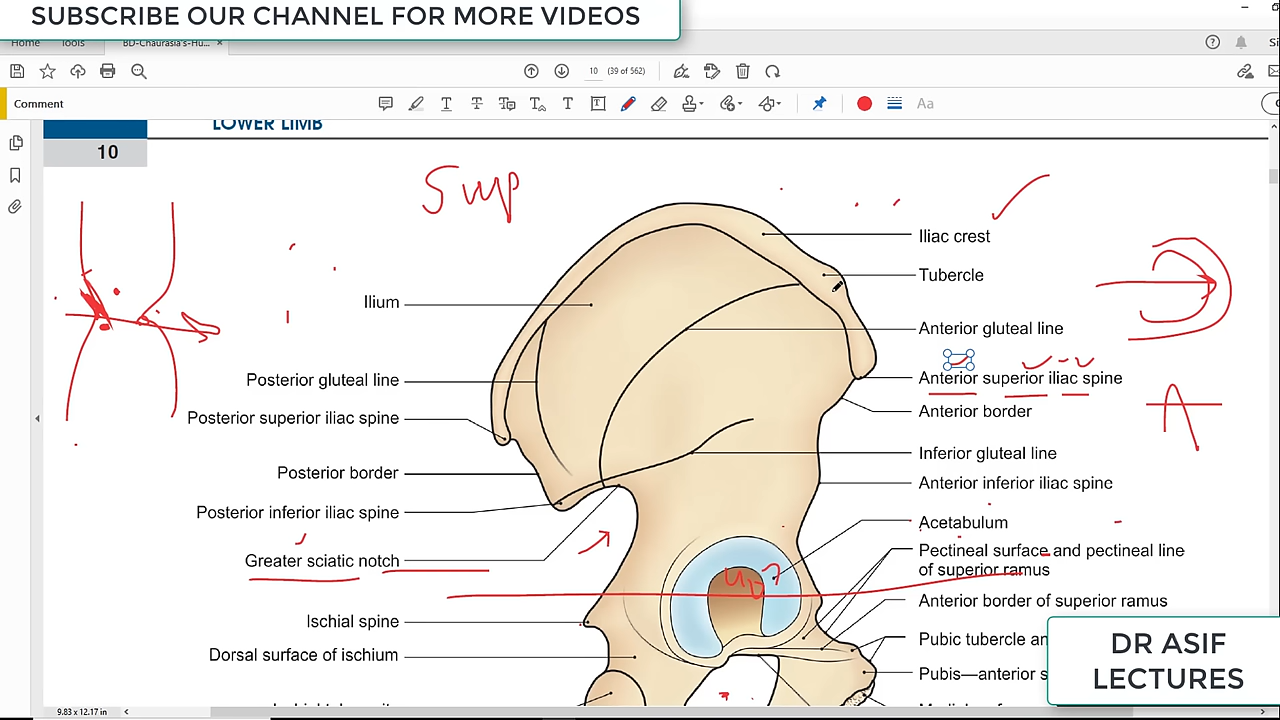 SUBSCRIBE OUR CHANNEL FOR MORE VIDEOS
Home Tools BD-Chaurasia's-Hu... ×
10 (39 of 562)
Comment
Aa
LOWER LIMB
10
Sup
Iliac crest
Tubercle
Ilium
Anterior gluteal line
Posterior gluteal line
Anterior superior iliac spine
Posterior superior iliac spine
Anterior border
Inferior gluteal line
Posterior border
Anterior inferior iliac spine
Posterior inferior iliac spine
Acetabulum
Greater sciatic notch
Pectineal surface and pectineal line
of superior ramus
Anterior border of superior ramus
Ischial spine
Pubic tubercle an
Dorsal surface of ischium
Pubis—anterior s
DR ASIF
LECTURES
9.83 x 12.17 in